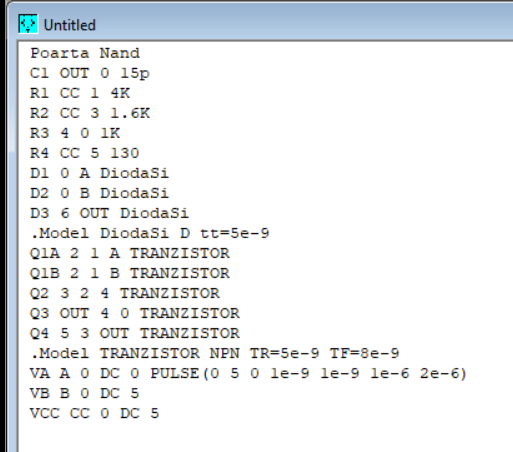 Untitled
Poarta Nand
C1 OUT 0 15p
R1 CC 1 4K
R2 CC 3 1.6K
R3 4 0 1K
R4 CC 5 130
D1 0 A DiodaSi
D2 0 B DiodaSi
D3 6 OUT DiodaSi
.Model DiodaSi D tt=5e-9
Q1A 2 1 A TRANZISTOR
Q1B 2 1 B TRANZISTOR
Q2 3 2 4 TRANZISTOR
Q3 OUT 4 0 TRANZISTOR
Q4 5 3 OUT TRANZISTOR
.Model TRANZISTOR NPN TR=5e-9 TF=8e-9
VA A 0 DC 0 PULSE(0 5 0 1e-9 1e-9 1e-6 2e-6)
VB B 0 DC 5
VCC CC 0 DC 5